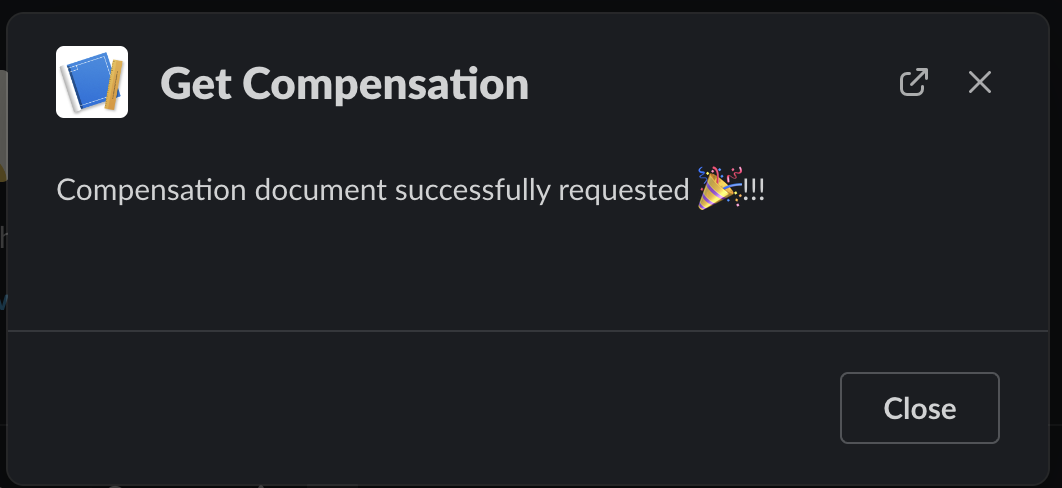 Get Compensation
Compensation document successfully requested 🎉!!!
Close